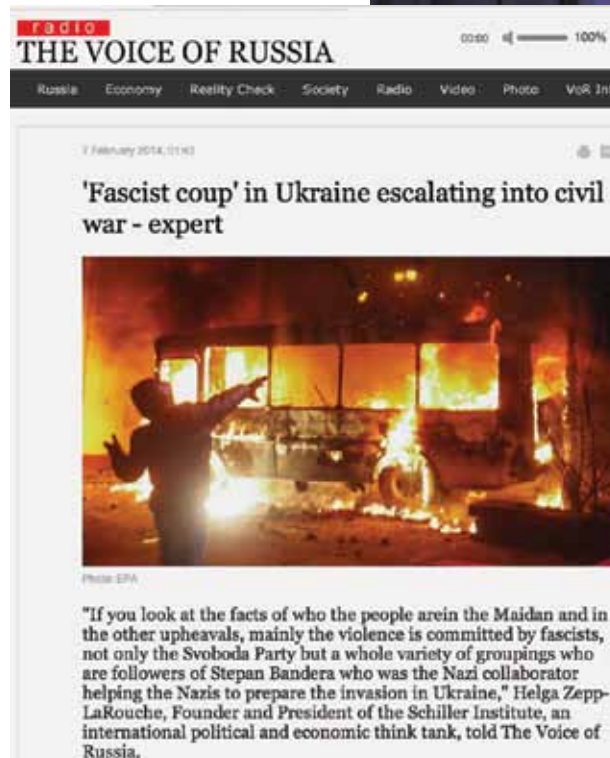 radio
THE VOICE OF RUSSIA
00:00 100%
Russia Economy Reality Check Society Radio Video Photo VoR
7 February 2014,
'Fascist coup' in Ukraine escalating into civil
war - expert
Photo: EPA
"If you look at the facts of who the people arein the Maidan and in
the other upheavals, mainly the violence is committed by fascists,
not only the Svoboda Party but a whole variety of groupings who
are followers of Stepan Bandera who was the Nazi collaborator
helping the Nazis to prepare the invasion in Ukraine," Helga Zepp-
LaRouche, Founder and President of the Schiller Institute, an
international political and economic think tank, told The Voice of
Russia.